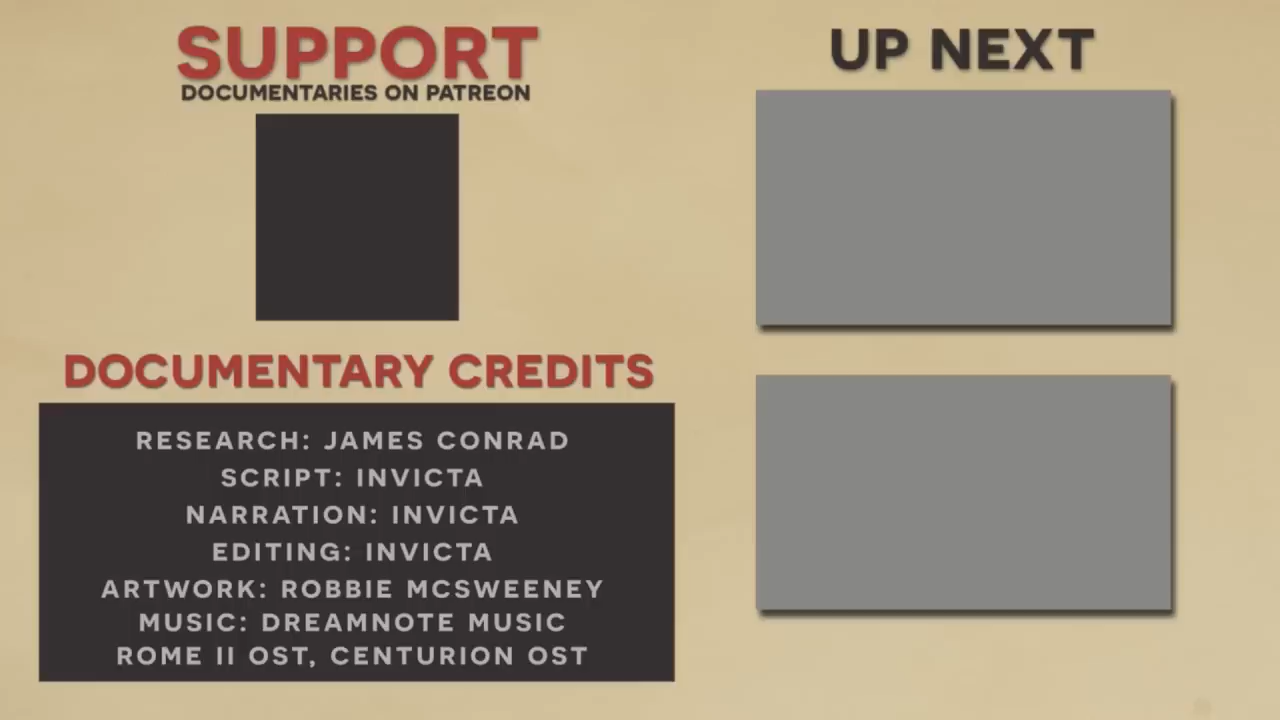 SUPPORT
DOCUMENTARIES ON PATREON
DOCUMENTARY CREDITS
RESEARCH: JAMES CONRAD
SCRIPT: INVICTA
NARRATION: INVICTA
EDITING: INVICTA
ARTWORK: ROBBIE MCSWEENEY
MUSIC: DREAMNOTE MUSIC
ROME II OST, CENTURION OST
UP NEXT